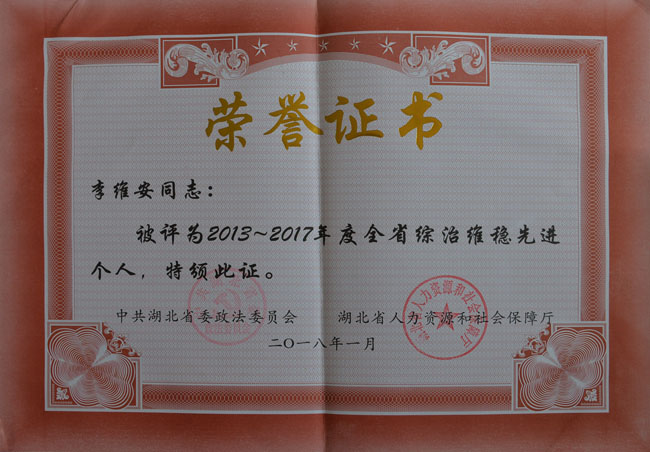 荣誉证书
李维安同志：
被评为2013～2017年度全省综治维稳先进
个人，特颁此证。
中共湖北省委政法委员会 湖北省人力资源和社会保障厅
二〇一八年一月